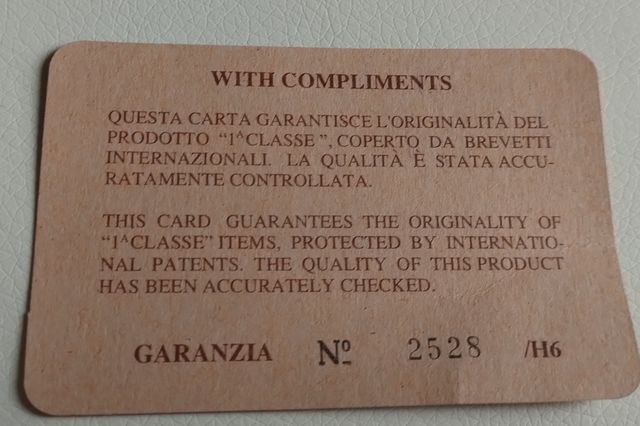 WITH COMPLIMENTS
QUESTA CARTA GARANTISCE L'ORIGINALITÀ DEL
PRODOTTO "1^CLASSE", COPERTO DA BREVETTI
INTERNAZIONALI. LA QUALITÀ È STATA ACCU-
RATAMENTE CONTROLLATA.
THIS CARD GUARANTEES THE ORIGINALITY OF
"1^CLASSE" ITEMS, PROTECTED BY INTERNATIO-
NAL PATENTS. THE QUALITY OF THIS PRODUCT
HAS BEEN ACCURATELY CHECKED.
GARANZIA Nº 2528 /H6